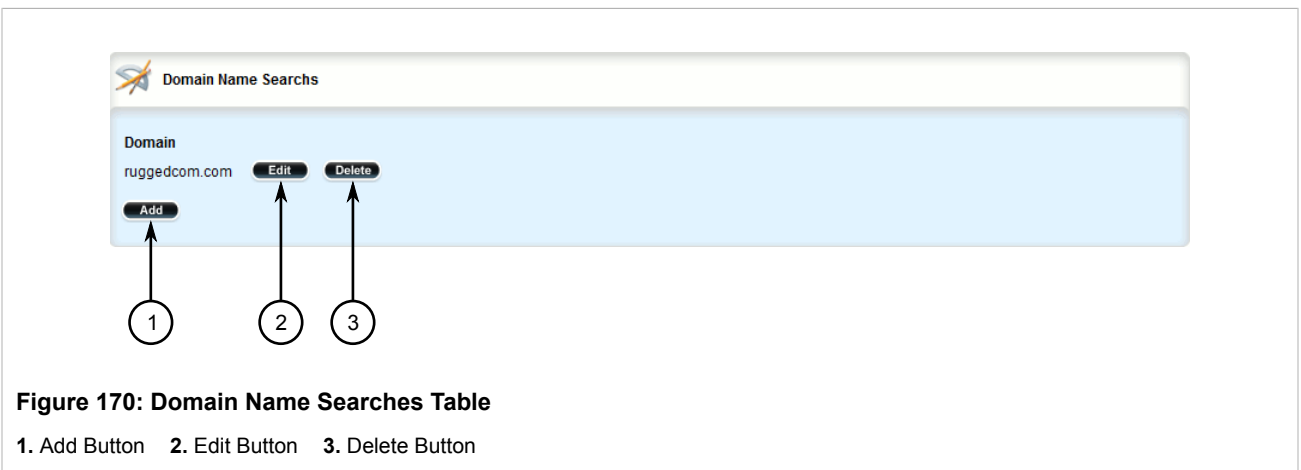 Domain Name Searchs
Domain
ruggedcom.com Edit Delete
Add
1 2 3
Figure 170: Domain Name Searches Table
1. Add Button 2. Edit Button 3. Delete Button